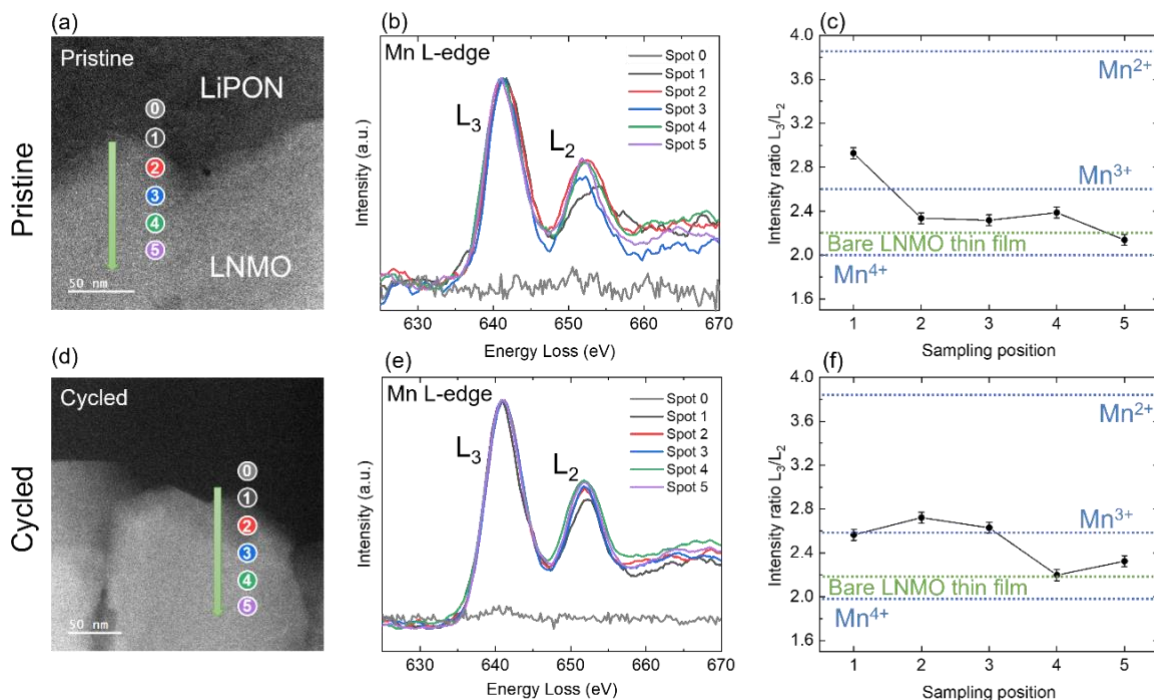 Pristine
(a)
Pristine
LiPON
0
1
2
3
4
5
LNMO
50 nm
(b)
Mn L-edge
L3
L2
Spot 0
Spot 1
Spot 2
Spot 3
Spot 4
Spot 5
Intensity (a.u.)
630 640 650 660 670
Energy Loss (eV)
(c)
4.0
3.6
3.2
2.8
2.4
2.0
1.6
Intensity ratio L3/L2
Mn2+
Mn3+
Bare LNMO thin film
Mn4+
1 2 3 4 5
Sampling position
Cycled
(d)
Cycled
0
1
2
3
4
5
50 nm
(e)
Mn L-edge
L3
L2
Spot 0
Spot 1
Spot 2
Spot 3
Spot 4
Spot 5
Intensity (a.u.)
630 640 650 660 670
Energy Loss (eV)
(f)
4.0
3.6
3.2
2.8
2.4
2.0
1.6
Intensity ratio L3/L2
Mn2+
Mn3+
Bare LNMO thin film
Mn4+
1 2 3 4 5
Sampling position